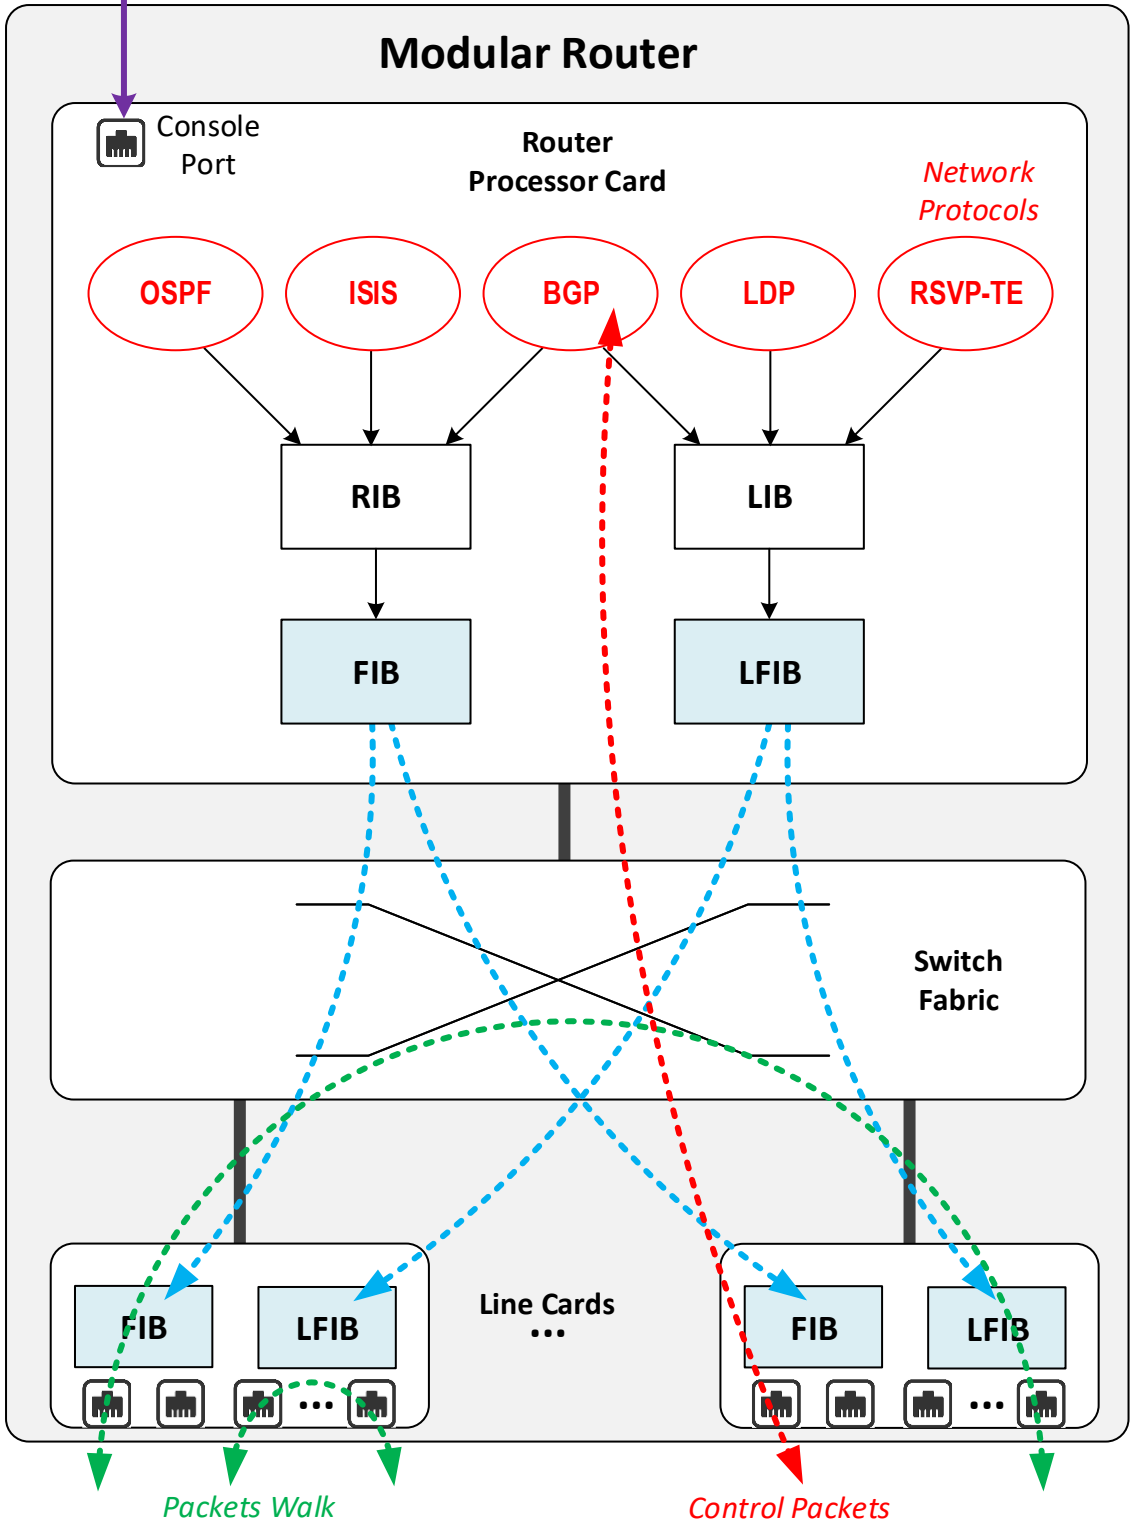 Modular Router
Console
Port
Router
Processor Card
Network
Protocols
OSPF
ISIS
BGP
LDP
RSVP-TE
RIB
LIB
FIB
LFIB
Switch
Fabric
FIB
LFIB
Line Cards
...
FIB
LFIB
...
...
Packets Walk
Control Packets